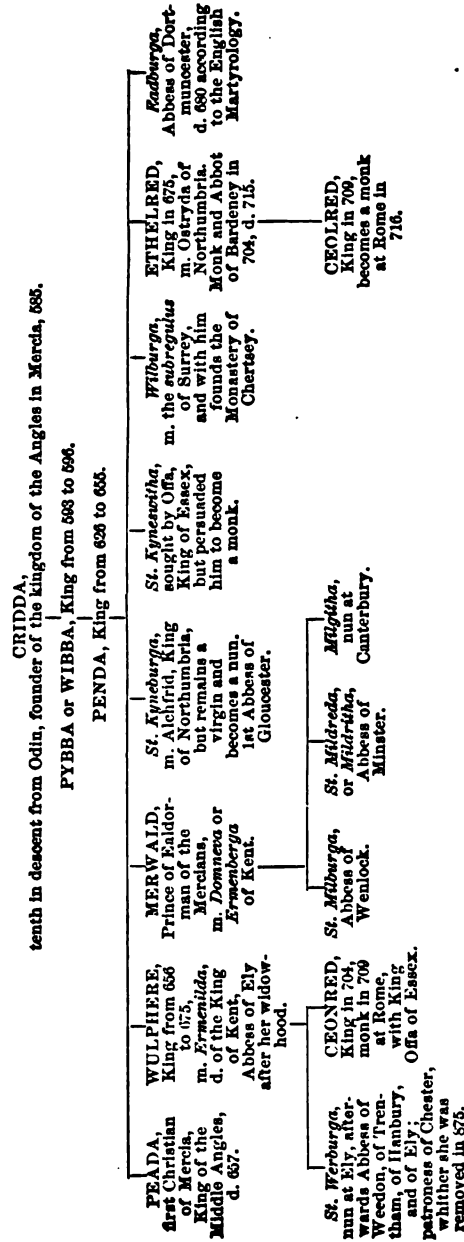 CRIDDA,
tenth in descent from Odin, founder of the kingdom of the Angles in Mercia, 585.
PYBBA or WIBBA, King from 593 to 596.
PENDA, King from 626 to 655.
PEADA,
first Christian
of Mercia,
King of the
Middle Angles,
d. 657.
WULPHERE,
King from 656
to 675,
m. Ermenilda,
d. of the King
of Kent,
Abbess of Ely
after her widow-
hood.
MERWALD,
Prince of Ealdor-
man of the
Mercians,
m. Domneva or
Ermenberga
of Kent.
St. Kyneburga,
m. Alchfrid, King
of Northumbria,
but remains a
virgin and
becomes a nun.
1st Abbess of
Gloucester.
St. Kyneswitha,
sought by Offa,
King of Essex,
but persuaded
him to become
a monk.
Wilburga,
m. the subregulus
of Surrey,
and with him
founds the
Monastery of
Chertsey.
ETHELRED,
King in 675,
m. Ostryda of
Northumbria.
Monk and Abbot
of Bardeney in
704, d. 715.
Radburga,
Abbess of Dort-
muncester,
d. 680 according
to the English
Martyrology.
St. Werburga,
nun at Ely, after-
wards Abbess of
Weedon, of Tren-
tham, of Hanbury,
and of Ely;
patroness of Chester,
whither she was
removed in 875.
CEONRED,
King in 704,
monk in 709
at Rome,
with King
Offa of Essex.
St. Milburga,
Abbess of
Wenlock.
St. Mildreda,
or Mildritha,
Abbess of
Minster.
Milgitha,
nun at
Canterbury.
CEOLRED,
King in 709,
becomes a monk
at Rome in
716.